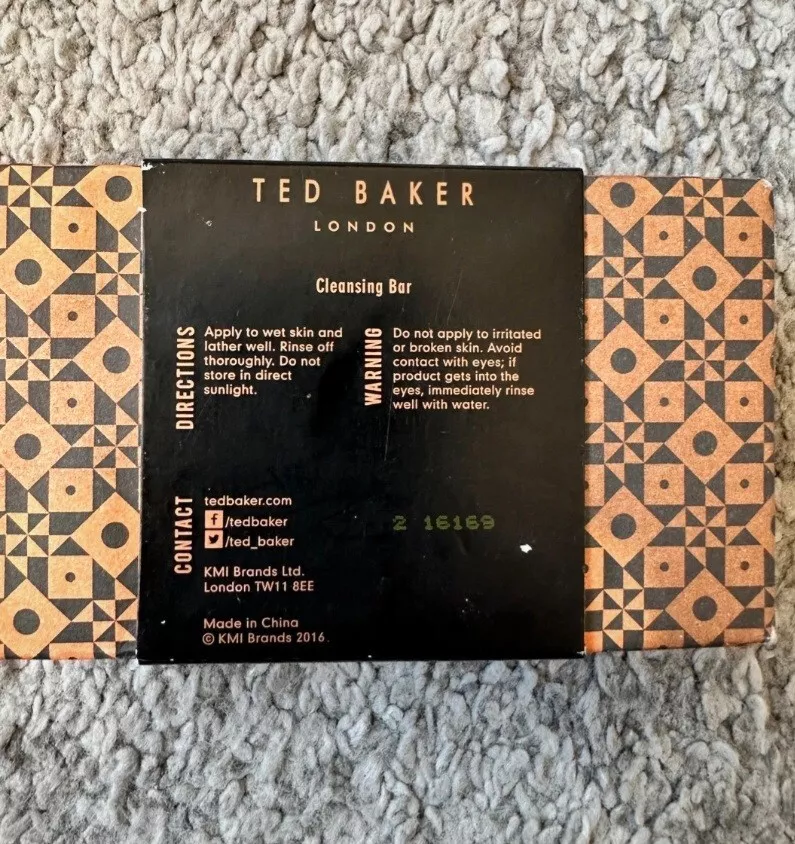 TED BAKER
LONDON
Cleansing Bar
DIRECTIONS
Apply to wet skin and
lather well. Rinse off
thoroughly. Do not
store in direct
sunlight.
WARNING
Do not apply to irritated
or broken skin. Avoid
contact with eyes; if
product gets into the
eyes, immediately rinse
well with water.
CONTACT
tedbaker.com
/tedbaker
/ted_baker
KMI Brands Ltd.
London TW11 8EE
Made in China
© KMI Brands 2016.
2 16169